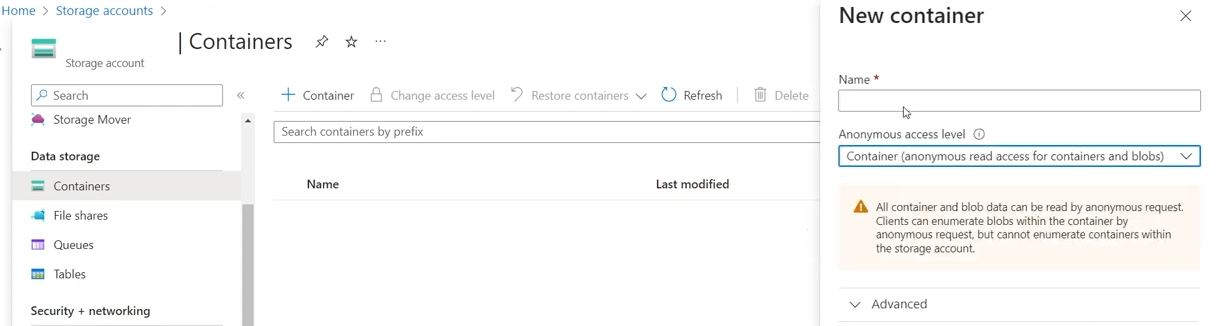 Home > Storage accounts >
| Containers
Storage account
Search
Storage Mover
Data storage
Containers
File shares
Queues
Tables
Security + networking
Container
Change access level
Restore containers
Refresh
Delete
Search containers by prefix
Name
Last modified
New container
Name *
Anonymous access level
Container (anonymous read access for containers and blobs)
All container and blob data can be read by anonymous request.
Clients can enumerate blobs within the container by
anonymous request, but cannot enumerate containers within
the storage account.
Advanced